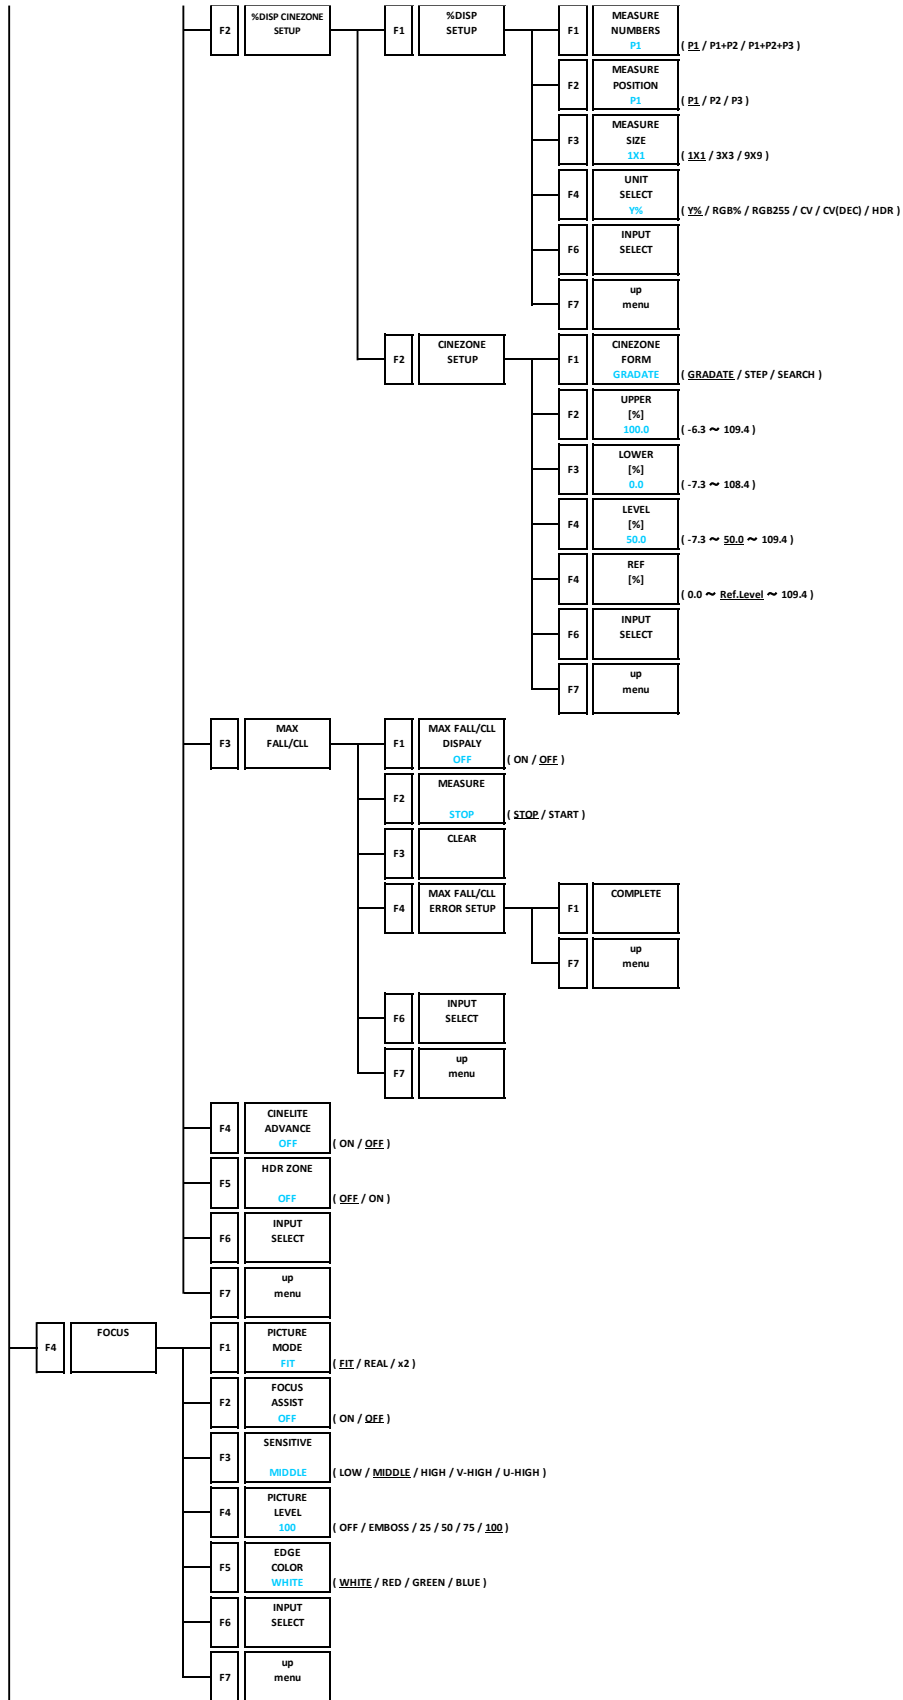 F2
%DISP CINEZONE
SETUP
F1
%DISP
SETUP
F1
MEASURE
NUMBERS
P1
( P1 / P1+P2 / P1+P2+P3 )
F2
MEASURE
POSITION
P1
( P1 / P2 / P3 )
F3
MEASURE
SIZE
1X1
( 1X1 / 3X3 / 9X9 )
F4
UNIT
SELECT
Y%
( Y% / RGB% / RGB255 / CV / CV(DEC) / HDR )
F6
INPUT
SELECT
F7
up
menu
F2
CINEZONE
SETUP
F1
CINEZONE
FORM
GRADATE
( GRADATE / STEP / SEARCH )
F2
UPPER
[%]
100.0
( -6.3 ~ 109.4 )
F3
LOWER
[%]
0.0
( -7.3 ~ 108.4 )
F4
LEVEL
[%]
50.0
( -7.3 ~ 50.0 ~ 109.4 )
F4
REF
[%]
( 0.0 ~ Ref.Level ~ 109.4 )
F6
INPUT
SELECT
F7
up
menu
F3
MAX
FALL/CLL
F1
MAX FALL/CLL
DISPALY
OFF
( ON / OFF )
F2
MEASURE
STOP
( STOP / START )
F3
CLEAR
F4
MAX FALL/CLL
ERROR SETUP
F1
COMPLETE
F7
up
menu
F6
INPUT
SELECT
F7
up
menu
F4
CINELITE
ADVANCE
OFF
( ON / OFF )
F5
HDR ZONE
OFF
( OFF / ON )
F6
INPUT
SELECT
F7
up
menu
F4
FOCUS
F1
PICTURE
MODE
FIT
( FIT / REAL / x2 )
F2
FOCUS
ASSIST
OFF
( ON / OFF )
F3
SENSITIVE
MIDDLE
( LOW / MIDDLE / HIGH / V-HIGH / U-HIGH )
F4
PICTURE
LEVEL
100
( OFF / EMBOSS / 25 / 50 / 75 / 100 )
F5
EDGE
COLOR
WHITE
( WHITE / RED / GREEN / BLUE )
F6
INPUT
SELECT
F7
up
menu